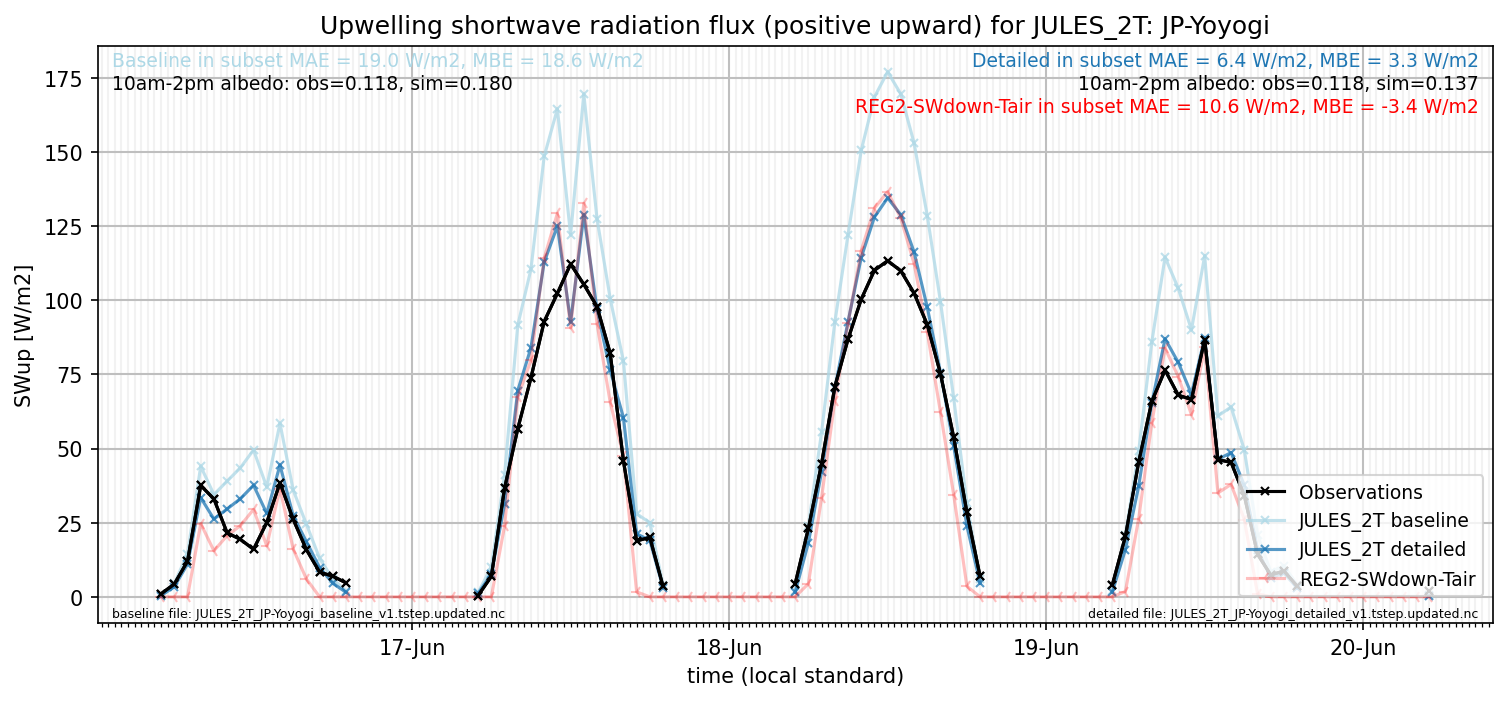 Upwelling shortwave radiation flux (positive upward) for JULES_2T: JP-Yoyogi
Baseline in subset MAE = 19.0 W/m2, MBE = 18.6 W/m2
10am-2pm albedo: obs=0.118, sim=0.180
Detailed in subset MAE = 6.4 W/m2, MBE = 3.3 W/m2
10am-2pm albedo: obs=0.118, sim=0.137
REG2-SWdown-Tair in subset MAE = 10.6 W/m2, MBE = -3.4 W/m2
SWup [W/m2]
175
150
125
100
75
50
25
0
Observations
JULES_2T baseline
JULES_2T detailed
REG2-SWdown-Tair
baseline file: JULES_2T_JP-Yoyogi_baseline_v1.tstep.updated.nc
detailed file: JULES_2T_JP-Yoyogi_detailed_v1.tstep.updated.nc
17-Jun
18-Jun
19-Jun
20-Jun
time (local standard)